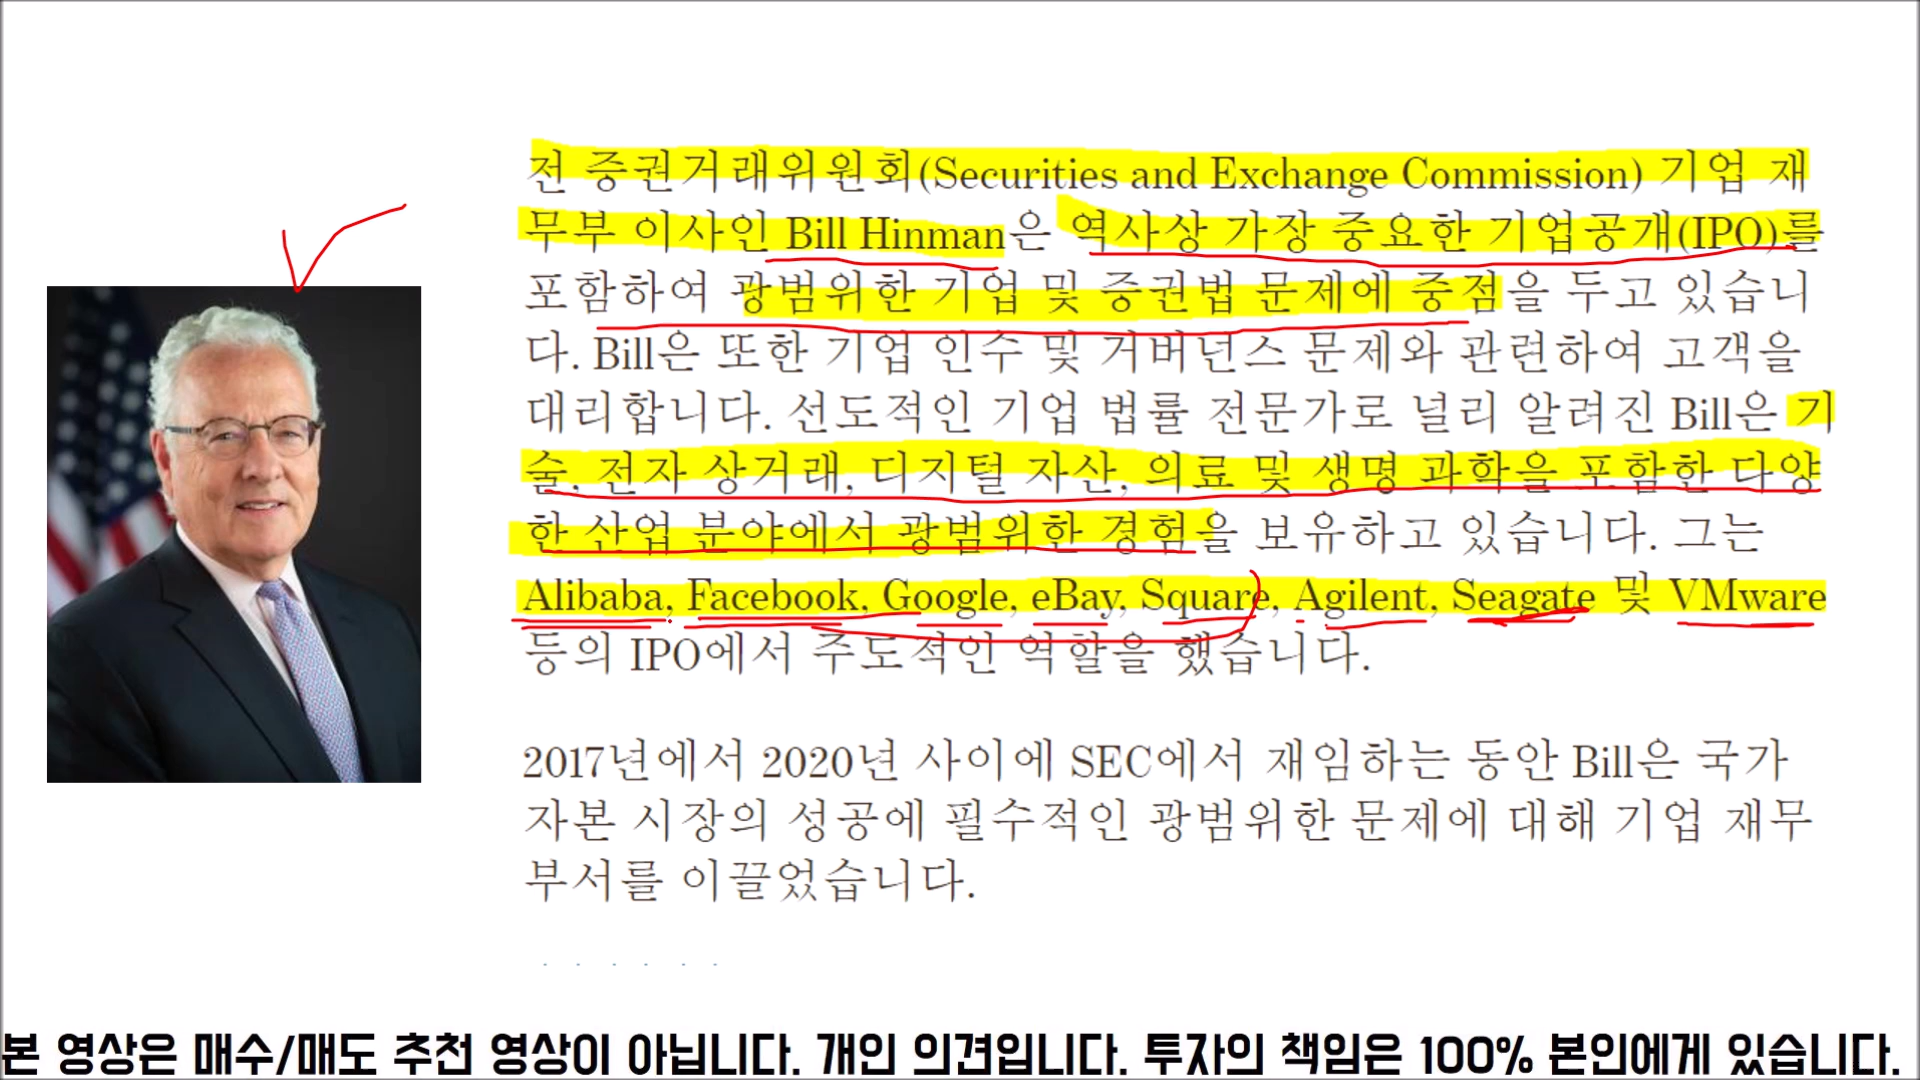 전 증권거래위원회(Securities and Exchange Commission) 기업 재
무부 이사인 Bill Hinman은 역사상 가장 중요한 기업공개(IPO)를
포함하여 광범위한 기업 및 증권법 문제에 중점을 두고 있습니
다. Bill은 또한 기업 인수 및 거버넌스 문제와 관련하여 고객을
대리합니다. 선도적인 기업 법률 전문가로 널리 알려진 Bill은 기
술, 전자 상거래, 디지털 자산, 의료 및 생명 과학을 포함한 다양
한 산업 분야에서 광범위한 경험을 보유하고 있습니다. 그는
Alibaba, Facebook, Google, eBay, Square, Agilent, Seagate 및 VMware
등의 IPO에서 주도적인 역할을 했습니다.
2017년에서 2020년 사이에 SEC에서 재임하는 동안 Bill은 국가
자본 시장의 성공에 필수적인 광범위한 문제에 대해 기업 재무
부서를 이끌었습니다.
본 영상은 매수/매도 추천 영상이 아닙니다. 개인 의견입니다. 투자의 책임은 100% 본인에게 있습니다.